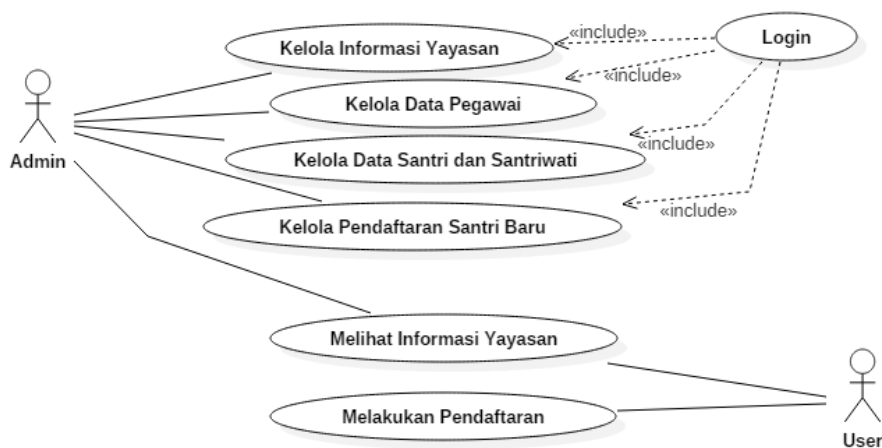 Kelola Informasi Yayasan
«include»
Login
«include»
Kelola Data Pegawai
Admin
«include»
Kelola Data Santri dan Santriwati
«include»
Kelola Pendaftaran Santri Baru
Melihat Informasi Yayasan
Melakukan Pendaftaran
User